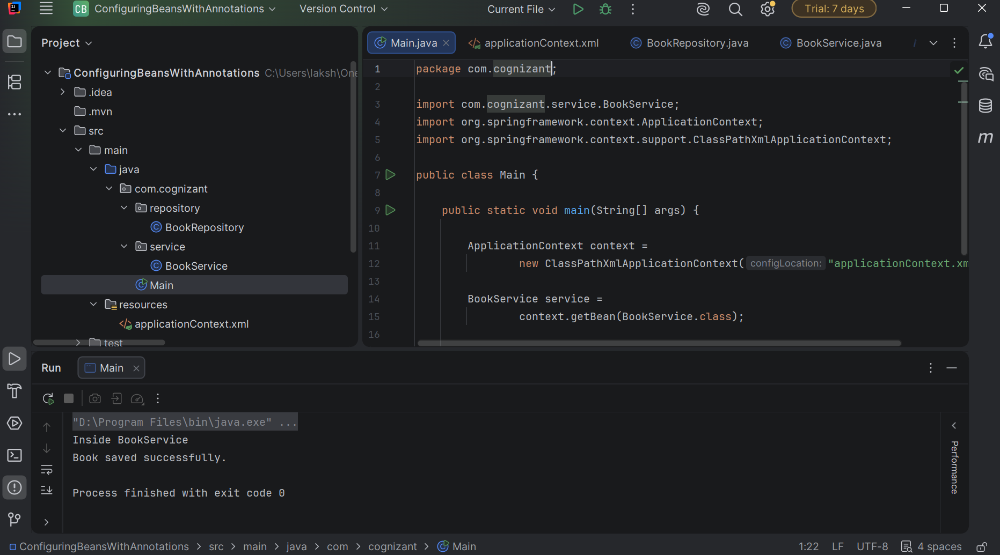 CB ConfiguringBeansWithAnnotations Version Control Current File Trial: 7 days
Project
ConfiguringBeansWithAnnotations C:\Users\laksh\One
.idea
.mvn
src
main
java
com.cognizant
repository
BookRepository
service
BookService
Main
resources
applicationContext.xml
test
Main.java applicationContext.xml BookRepository.java BookService.java
1 package com.cognizant;
2
3 import com.cognizant.service.BookService;
4 import org.springframework.context.ApplicationContext;
5 import org.springframework.context.support.ClassPathXmlApplicationContext;
6
7 public class Main {
8
9 public static void main(String[] args) {
10
11 ApplicationContext context =
12 new ClassPathXmlApplicationContext( configLocation: "applicationContext.xm
13
14 BookService service =
15 context.getBean(BookService.class);
16
Run Main
"D:\Program Files\bin\java.exe" ...
Inside BookService
Book saved successfully.
Process finished with exit code 0
Performance
ConfiguringBeansWithAnnotations > src > main > java > com > cognizant > Main 1:22 LF UTF-8 4 spaces